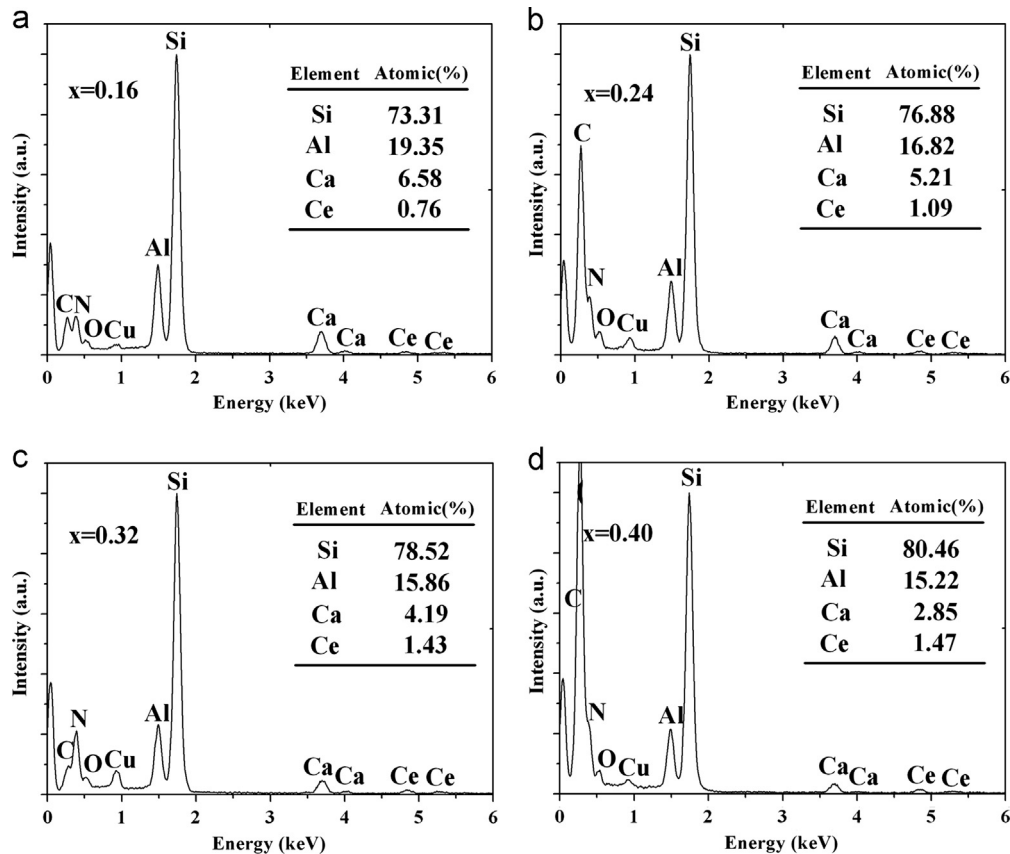 a
Si
x=0.16
Element Atomic(%)
Si 73.31
Al 19.35
Ca 6.58
Ce 0.76
Al
C N O Cu
Ca Ca Ce Ce
0 1 2 3 4 5 6
Energy (keV)
Intensity (a.u.)
b
Si
x=0.24
Element Atomic(%)
Si 76.88
Al 16.82
Ca 5.21
Ce 1.09
C
N O Cu
Al
Ca Ca Ce Ce
0 1 2 3 4 5 6
Energy (keV)
Intensity (a.u.)
c
Si
x=0.32
Element Atomic(%)
Si 78.52
Al 15.86
Ca 4.19
Ce 1.43
N
Al
C O Cu
Ca Ca Ce Ce
0 1 2 3 4 5 6
Energy (keV)
Intensity (a.u.)
d
Si
x=0.40
Element Atomic(%)
Si 80.46
Al 15.22
Ca 2.85
Ce 1.47
C
N
Al
O Cu
Ca Ca Ce Ce
0 1 2 3 4 5 6
Energy (keV)
Intensity (a.u.)